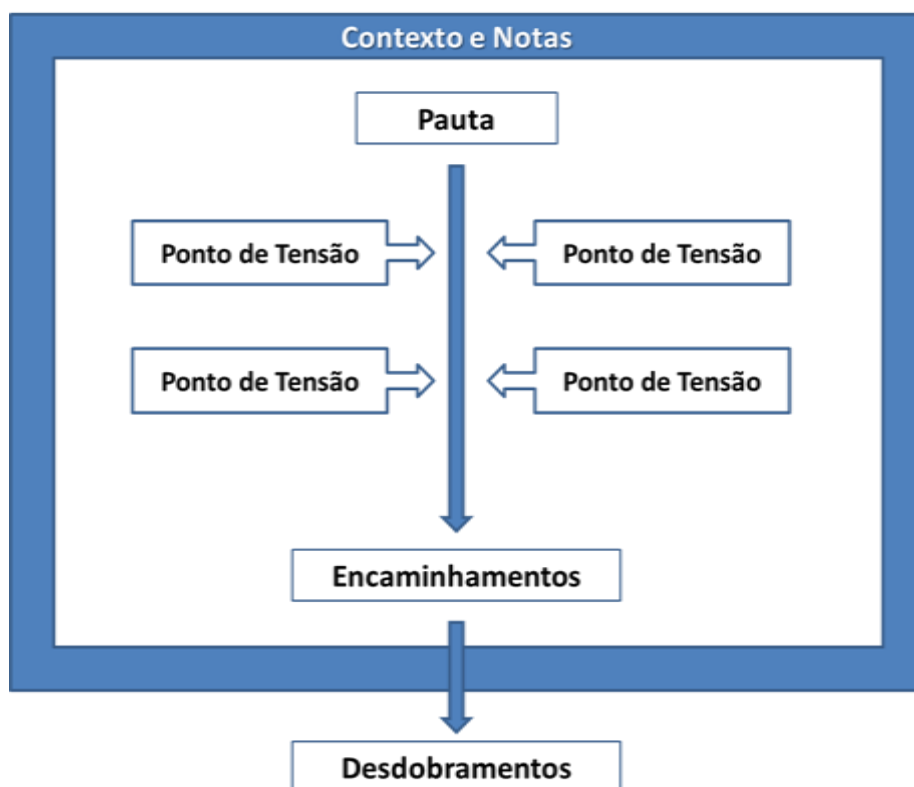 Contexto e Notas
Pauta
Ponto de Tensão
Ponto de Tensão
Ponto de Tensão
Ponto de Tensão
Encaminhamentos
Desdobramentos